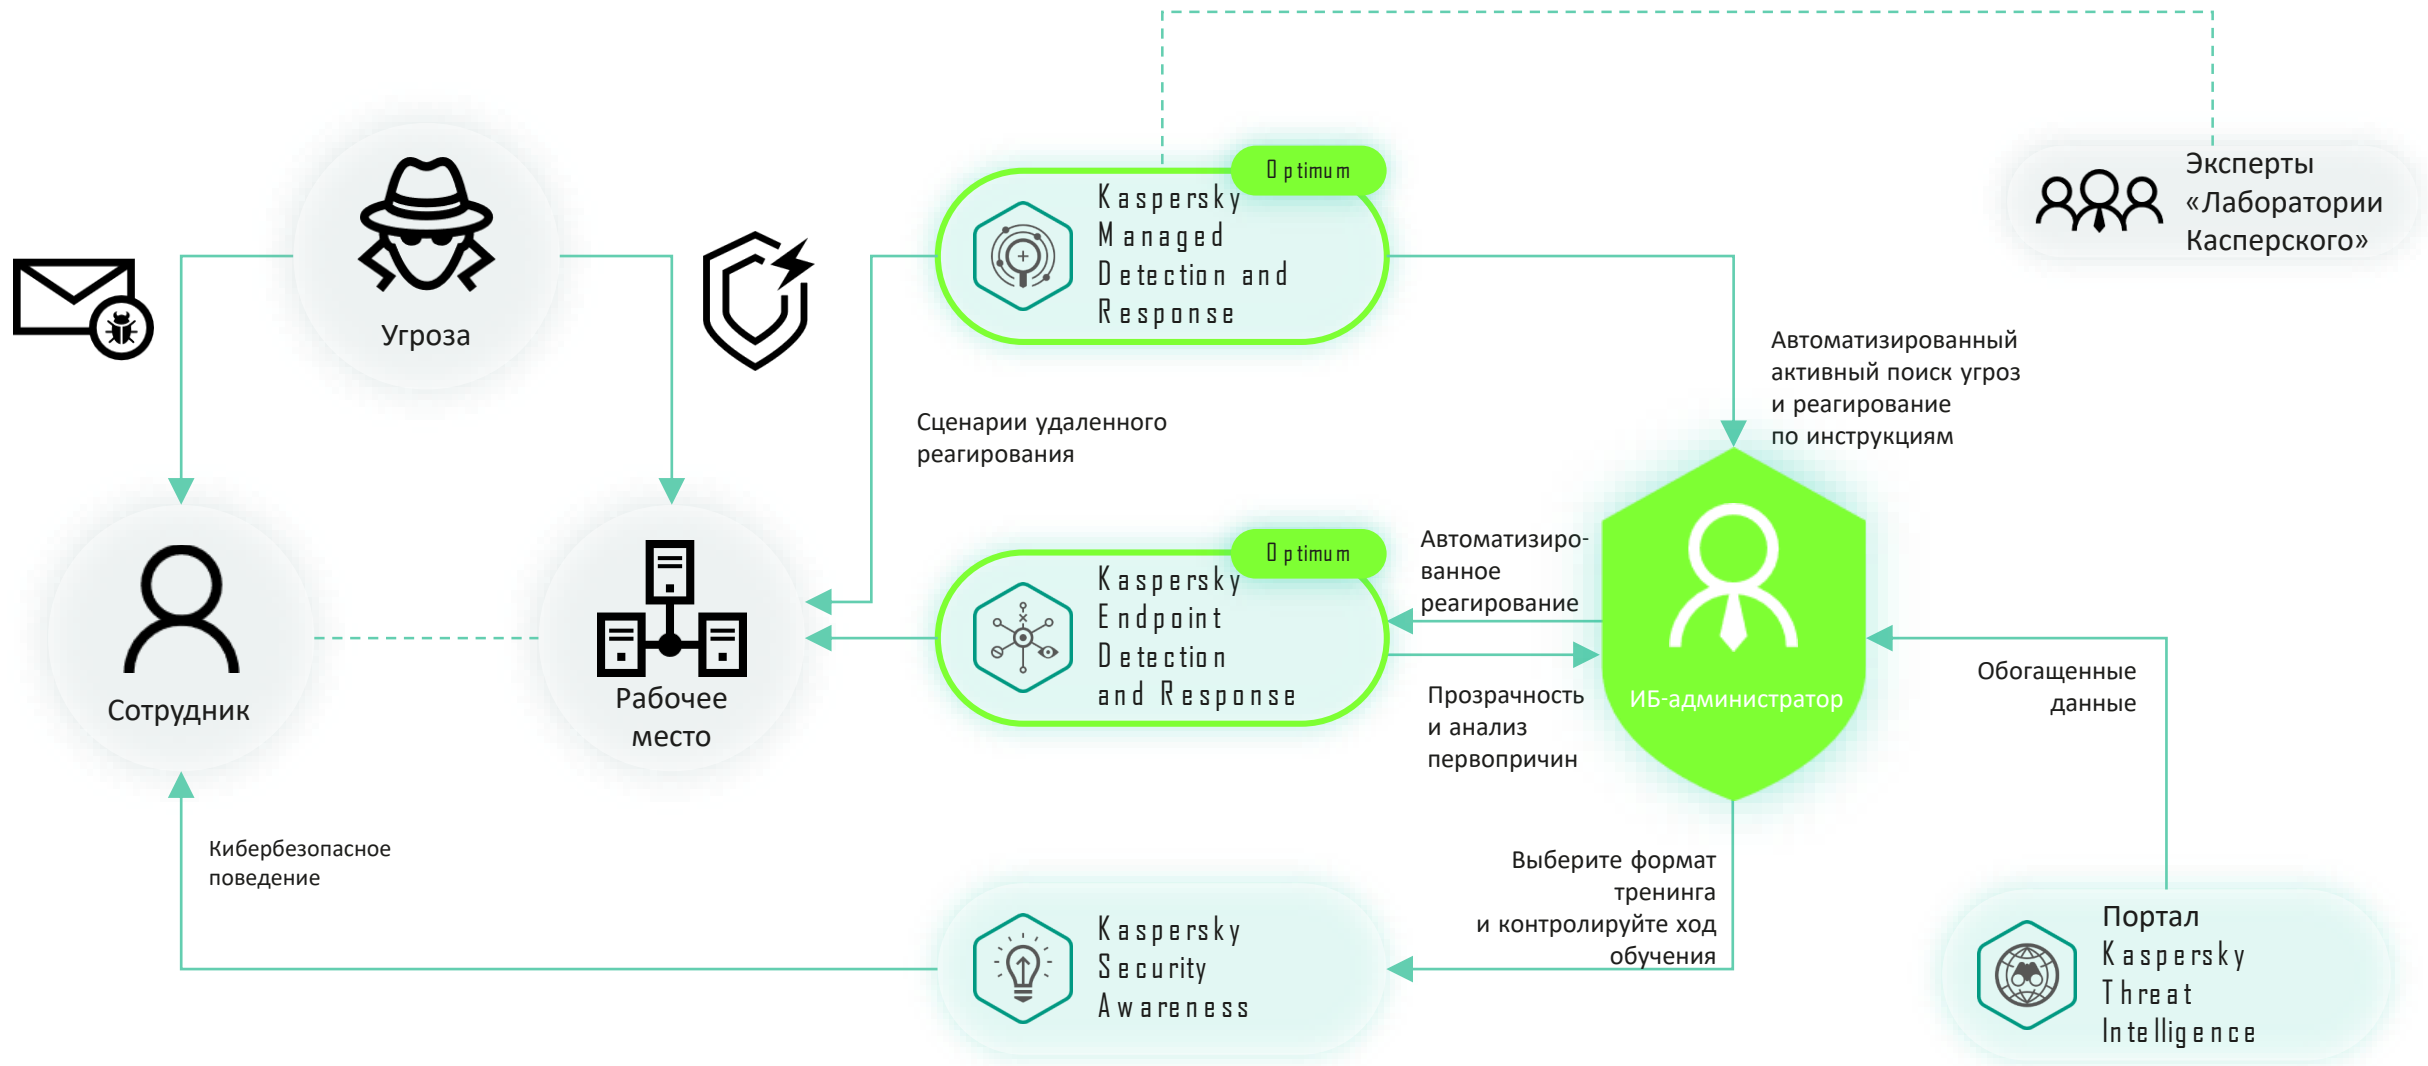 Optimum
Kaspersky
Managed
Detection and
Response
Эксперты
«Лаборатории
Касперского»
Угроза
Автоматизированный
активный поиск угроз
и реагирование
по инструкциям
Сценарии удаленного
реагирования
Optimum
Kaspersky
Endpoint
Detection
and Response
Автоматизиро-
ванное
реагирование
Прозрачность
и анализ
первопричин
ИБ-администратор
Обогащенные
данные
Сотрудник
Рабочее
место
Кибербезопасное
поведение
Выберите формат
тренинга
и контролируйте ход
обучения
Kaspersky
Security
Awareness
Портал
Kaspersky
Threat
Intelligence